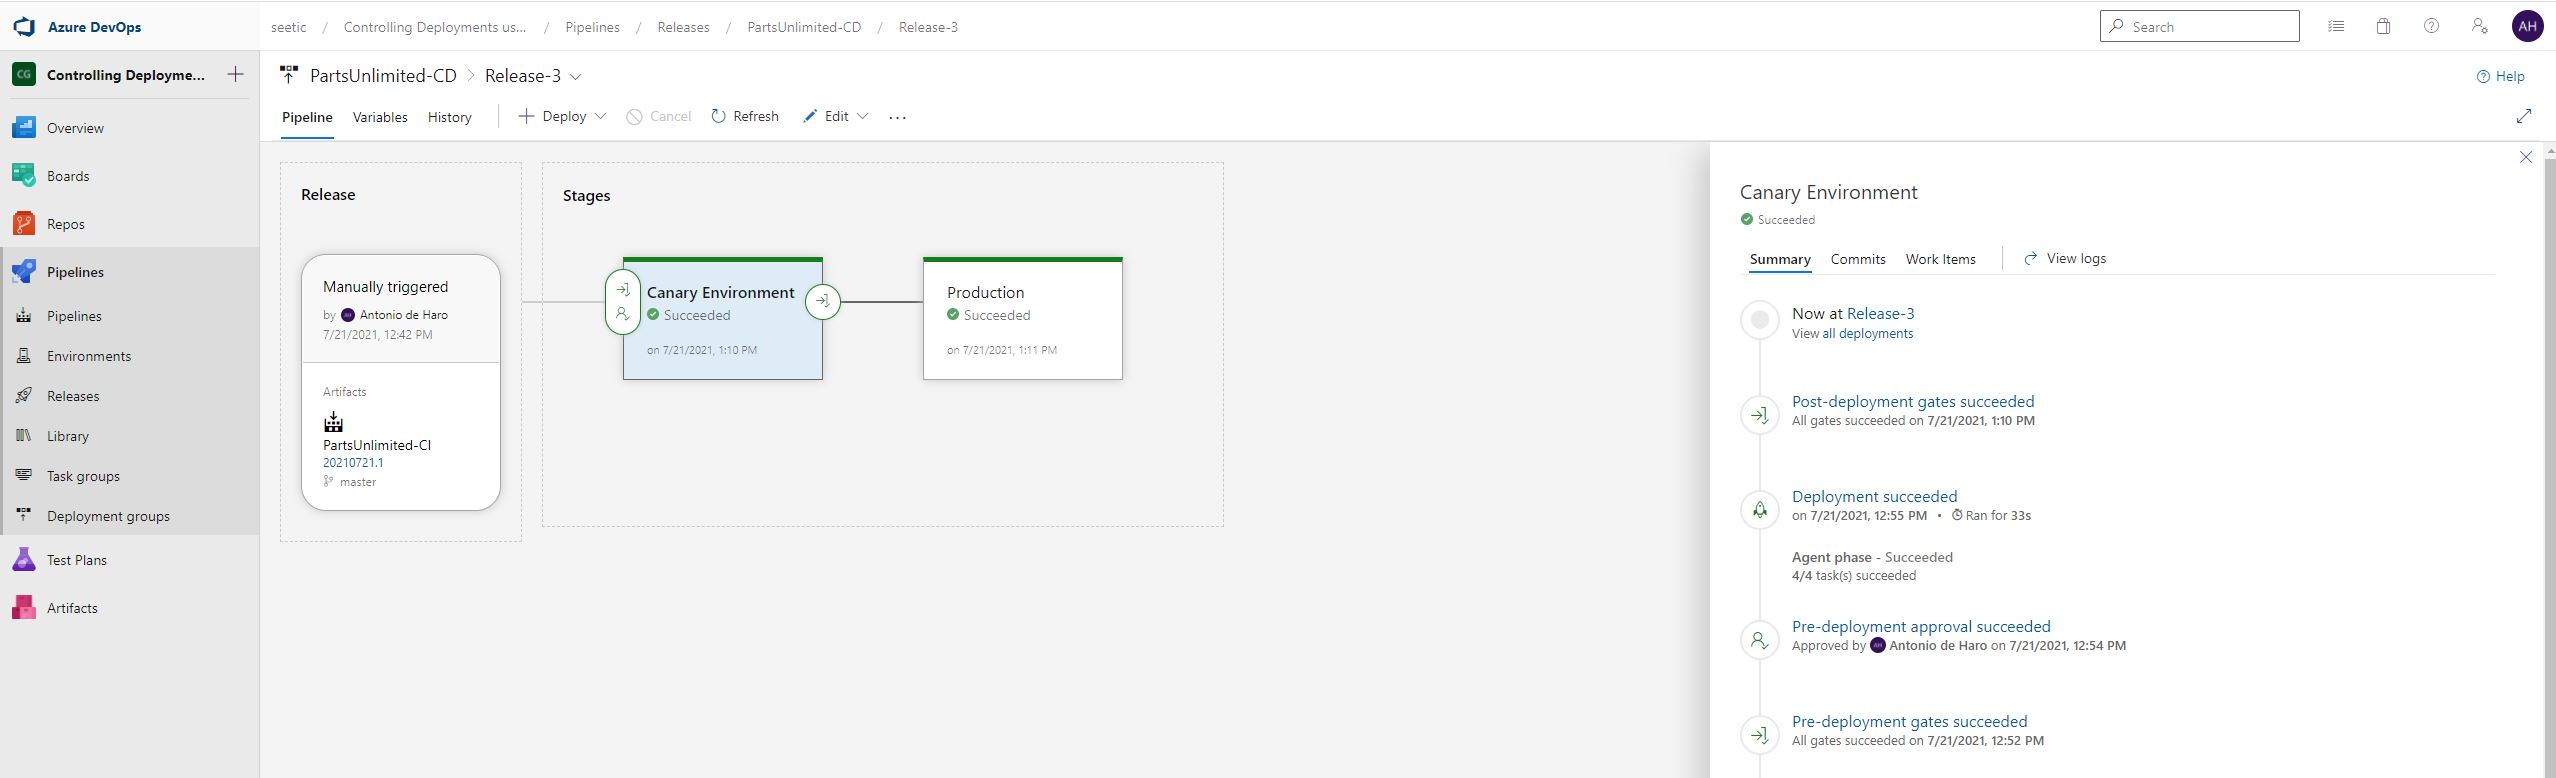 Azure DevOps
seetic / Controlling Deployments us... / Pipelines / Releases / PartsUnlimited-CD / Release-3
Search
AH
CG Controlling Deployme...
Overview
Boards
Repos
Pipelines
Pipelines
Environments
Releases
Library
Task groups
Deployment groups
Test Plans
Artifacts
PartsUnlimited-CD > Release-3
Help
Pipeline Variables History Deploy Cancel Refresh Edit ...
Release
Manually triggered
by AH Antonio de Haro
7/21/2021, 12:42 PM
Artifacts
PartsUnlimited-CI
20210721.1
master
Stages
Canary Environment
Succeeded
on 7/21/2021, 1:10 PM
Production
Succeeded
on 7/21/2021, 1:11 PM
Canary Environment
Succeeded
Summary Commits Work Items View logs
Now at Release-3
View all deployments
Post-deployment gates succeeded
All gates succeeded on 7/21/2021, 1:10 PM
Deployment succeeded
on 7/21/2021, 12:55 PM • Ran for 33s
Agent phase - Succeeded
4/4 task(s) succeeded
Pre-deployment approval succeeded
Approved by AH Antonio de Haro on 7/21/2021, 12:54 PM
Pre-deployment gates succeeded
All gates succeeded on 7/21/2021, 12:52 PM